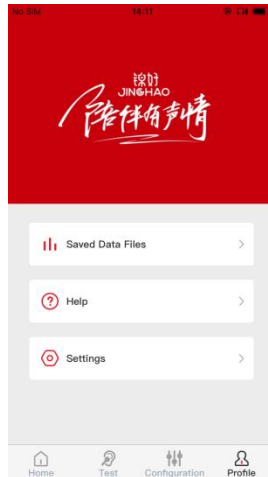 No SIM 14:11
锦好
JINGHAO
陪伴有声情
Saved Data Files
Help
Settings
Home Test Configuration Profile